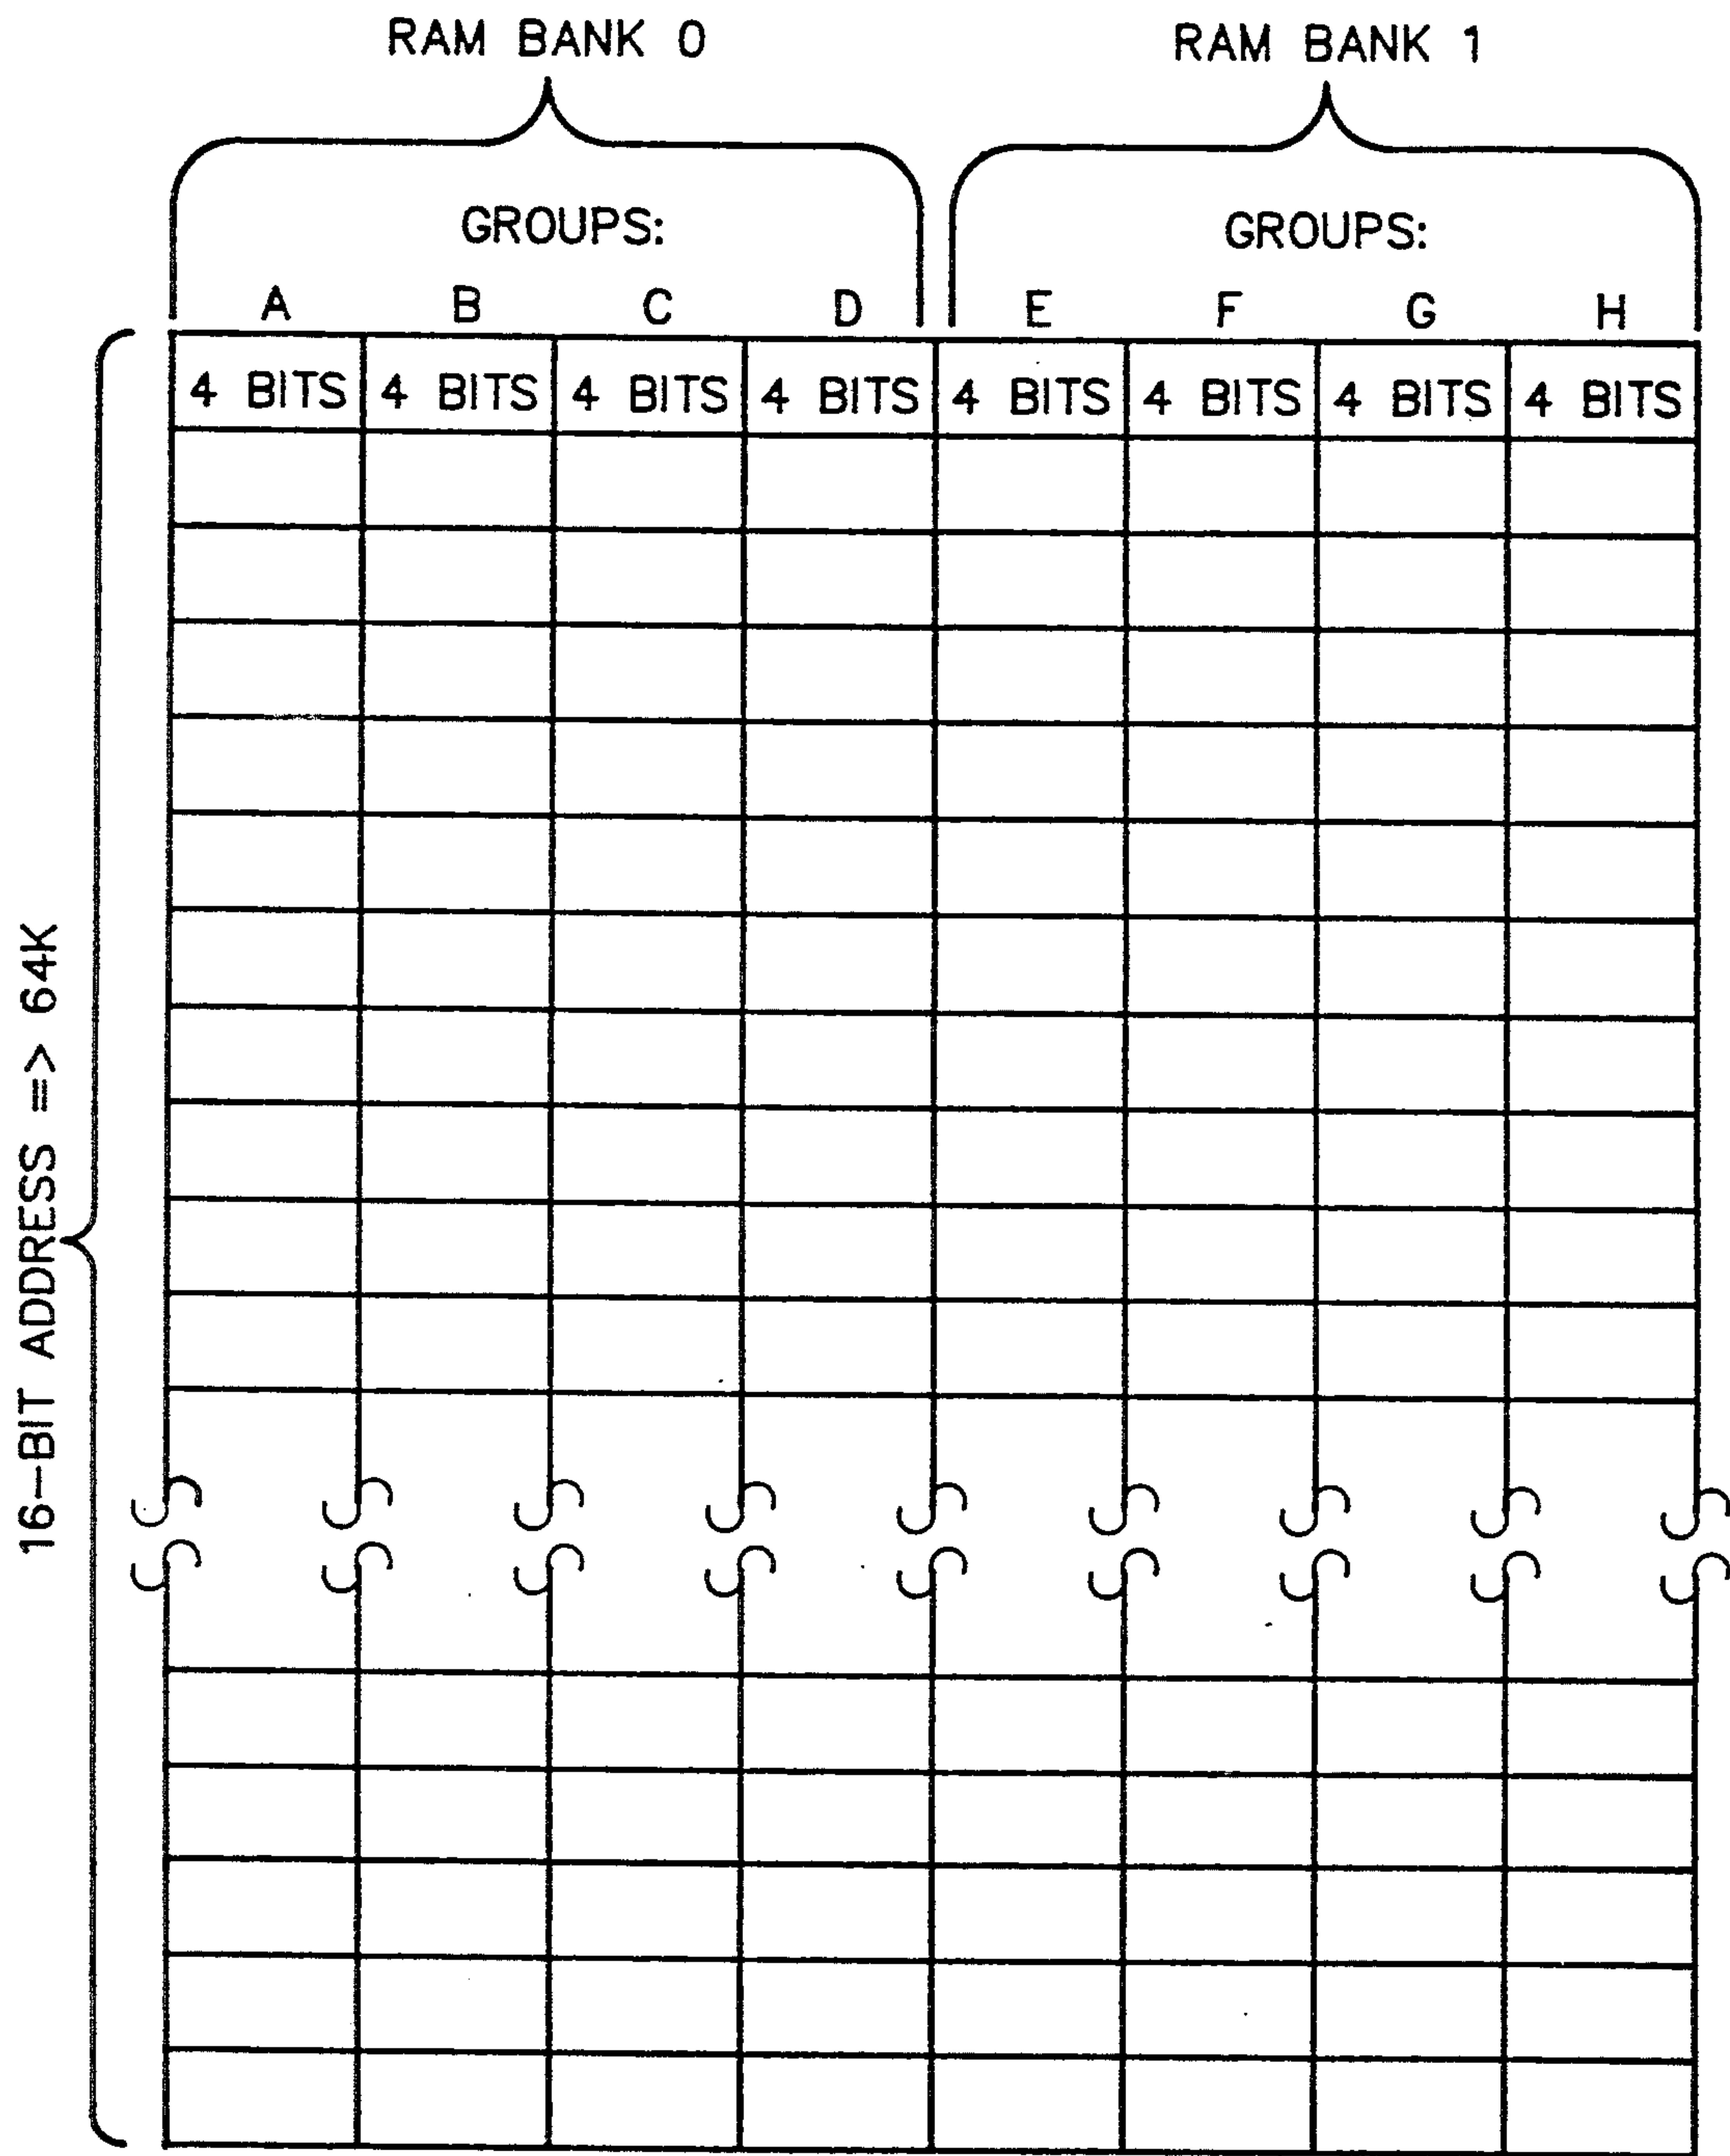 RAM BANK 0 RAM BANK 1
GROUPS: GROUPS:
A B C D E F G H
4 BITS 4 BITS 4 BITS 4 BITS 4 BITS 4 BITS 4 BITS 4 BITS
16-BIT ADDRESS => 64K